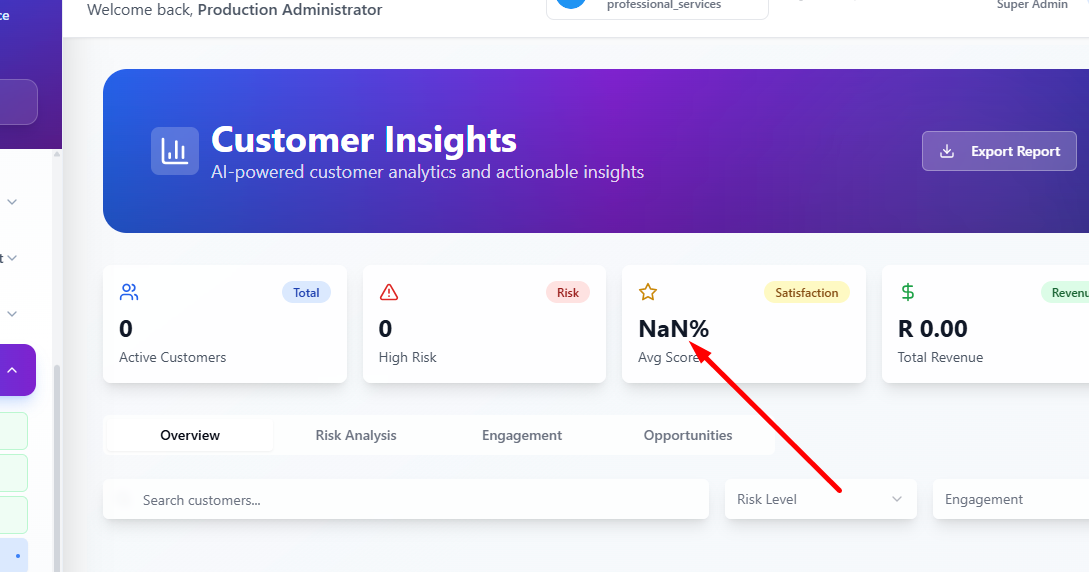 ce
Welcome back, Production Administrator
professional_services
Super Admin
Customer Insights
AI-powered customer analytics and actionable insights
Export Report
Total
0
Active Customers
Risk
0
High Risk
Satisfaction
NaN%
Avg Score
Revenu
R 0.00
Total Revenue
t
Overview
Risk Analysis
Engagement
Opportunities
Search customers...
Risk Level
Engagement